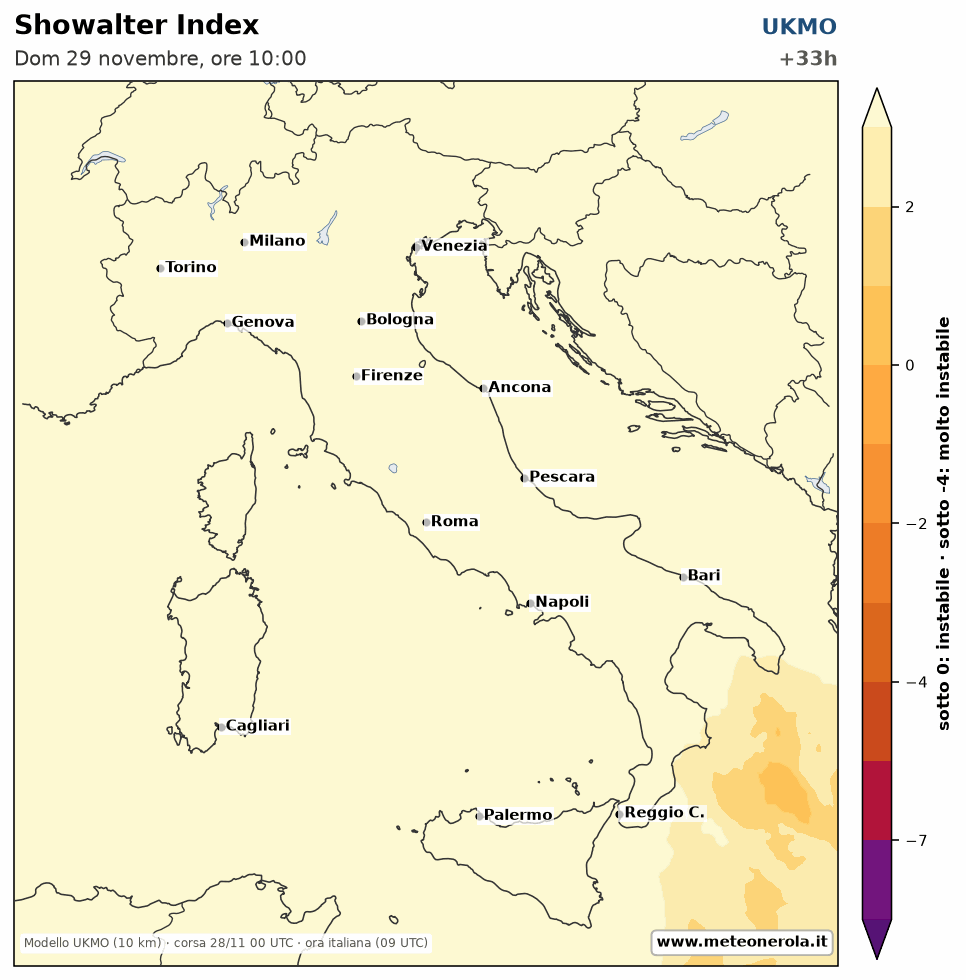 Showalter Index
UKMO
Dom 29 novembre, ore 10:00
+33h
Milano
Venezia
Torino
Genova
Bologna
Firenze
Ancona
Pescara
Roma
Bari
Napoli
Cagliari
Palermo
Reggio C.
2
0
−2
−4
−7
sotto 0: instabile · sotto -4: molto instabile
Modello UKMO (10 km) · corsa 28/11 00 UTC · ora italiana (09 UTC)
www.meteonerola.it